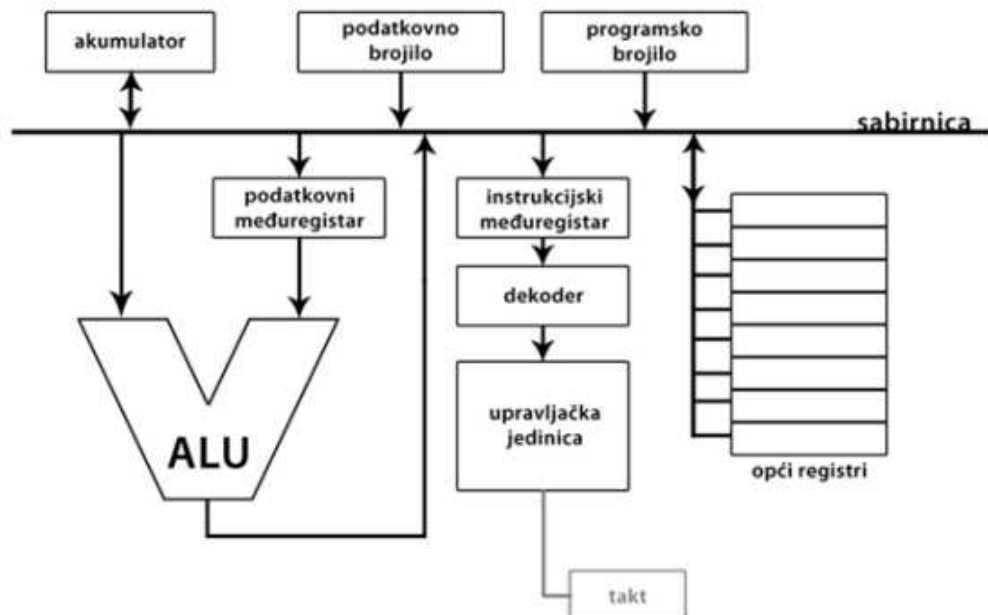 akumulator
podatkovno
brojilo
programsko
brojilo
sabirnica
podatkovni
međuregistar
instrukcijski
međuregistar
dekoder
upravljačka
jedinica
ALU
opći registri
takt